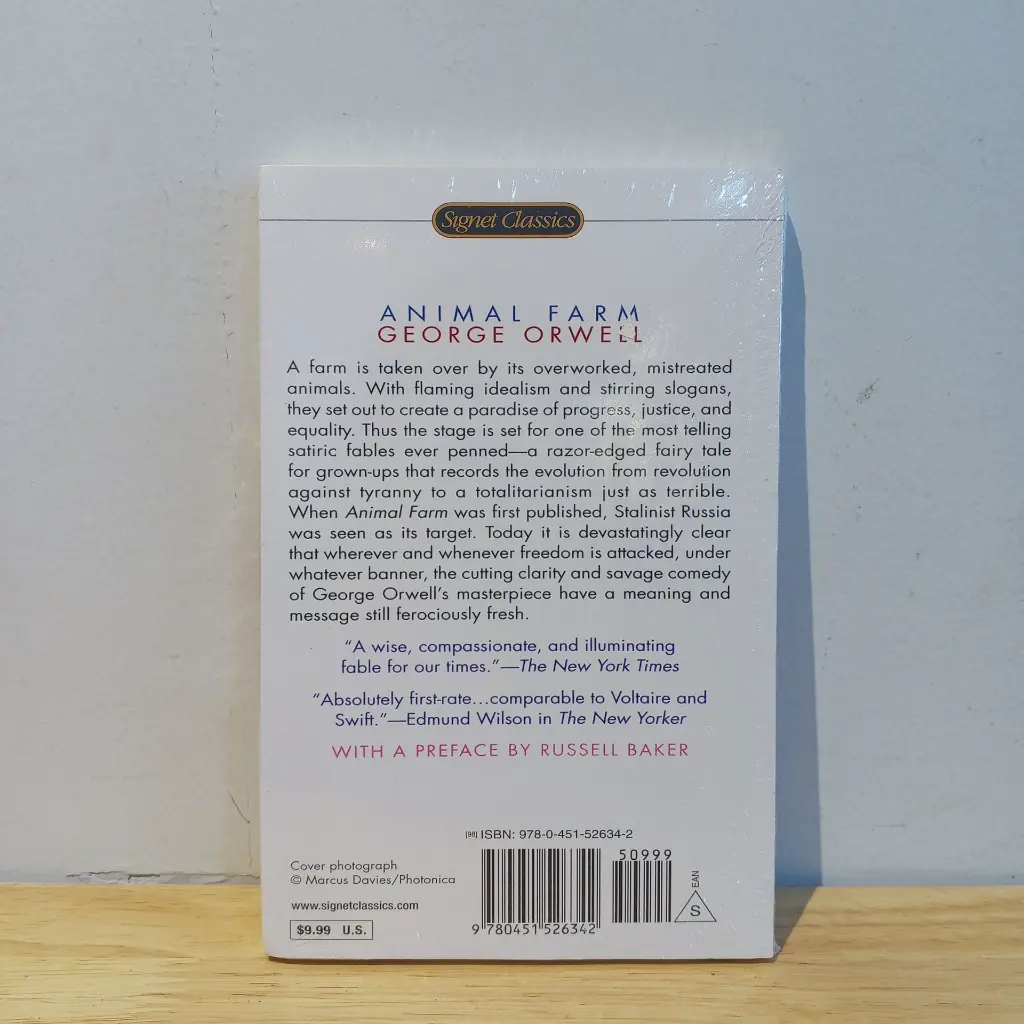 Signet Classics
ANIMAL FARM
GEORGE ORWELL
A farm is taken over by its overworked, mistreated
animals. With flaming idealism and stirring slogans,
they set out to create a paradise of progress, justice, and
equality. Thus the stage is set for one of the most telling
satiric fables ever penned—a razor-edged fairy tale
for grown-ups that records the evolution from revolution
against tyranny to a totalitarianism just as terrible.
When Animal Farm was first published, Stalinist Russia
was seen as its target. Today it is devastatingly clear
that wherever and whenever freedom is attacked, under
whatever banner, the cutting clarity and savage comedy
of George Orwell's masterpiece have a meaning and
message still ferociously fresh.
“A wise, compassionate, and illuminating
fable for our times.”—The New York Times
“Absolutely first-rate...comparable to Voltaire and
Swift.”—Edmund Wilson in The New Yorker
WITH A PREFACE BY RUSSELL BAKER
[98] ISBN: 978-0-451-52634-2
50999
Cover photograph
© Marcus Davies/Photonica
www.signetclassics.com
$9.99 U.S.
9 780451 526342
EAN
S